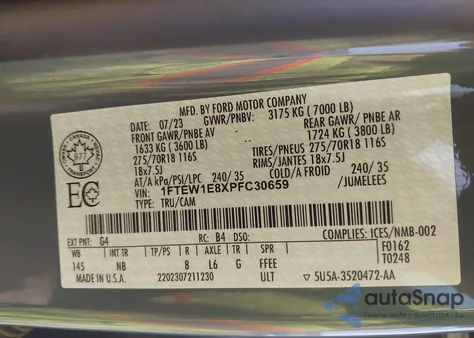 MFD. BY FORD MOTOR COMPANY
DATE: 07/23 GVWR/PNBV: 3175 KG (7000 LB)
FRONT GAWR/PNBE AV REAR GAWR/ PNBE AR
1633 KG (3600 LB) 1724 KG (3800 LB)
275/70R18 116S TIRES/PNEUS 275/70R18 116S
18x7.5J RIMS/JANTES 18x7.5J
AT/A kPa/PSI/LPC 240/ 35 COLD/A FROID 240/ 35
VIN: 1FTEW1E8XPFC30659 /JUMELEES
TYPE: TRU/CAM
EC
COMPLIES: ICES/NMB-002
EXT PNT: G4 RC: B4 DSO: F0162
WB INT TR TP/PS R AXLE TR SPR T0248
145 NB 8 L6 G FFEE
MADE IN U.S.A. 2202307211230 ULT 5U5A-3520472-AA
autoSnap